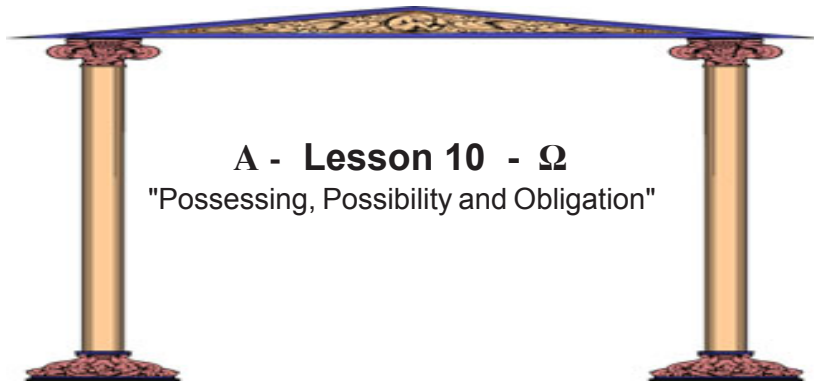 Α - Lesson 10 - Ω
"Possessing, Possibility and Obligation"